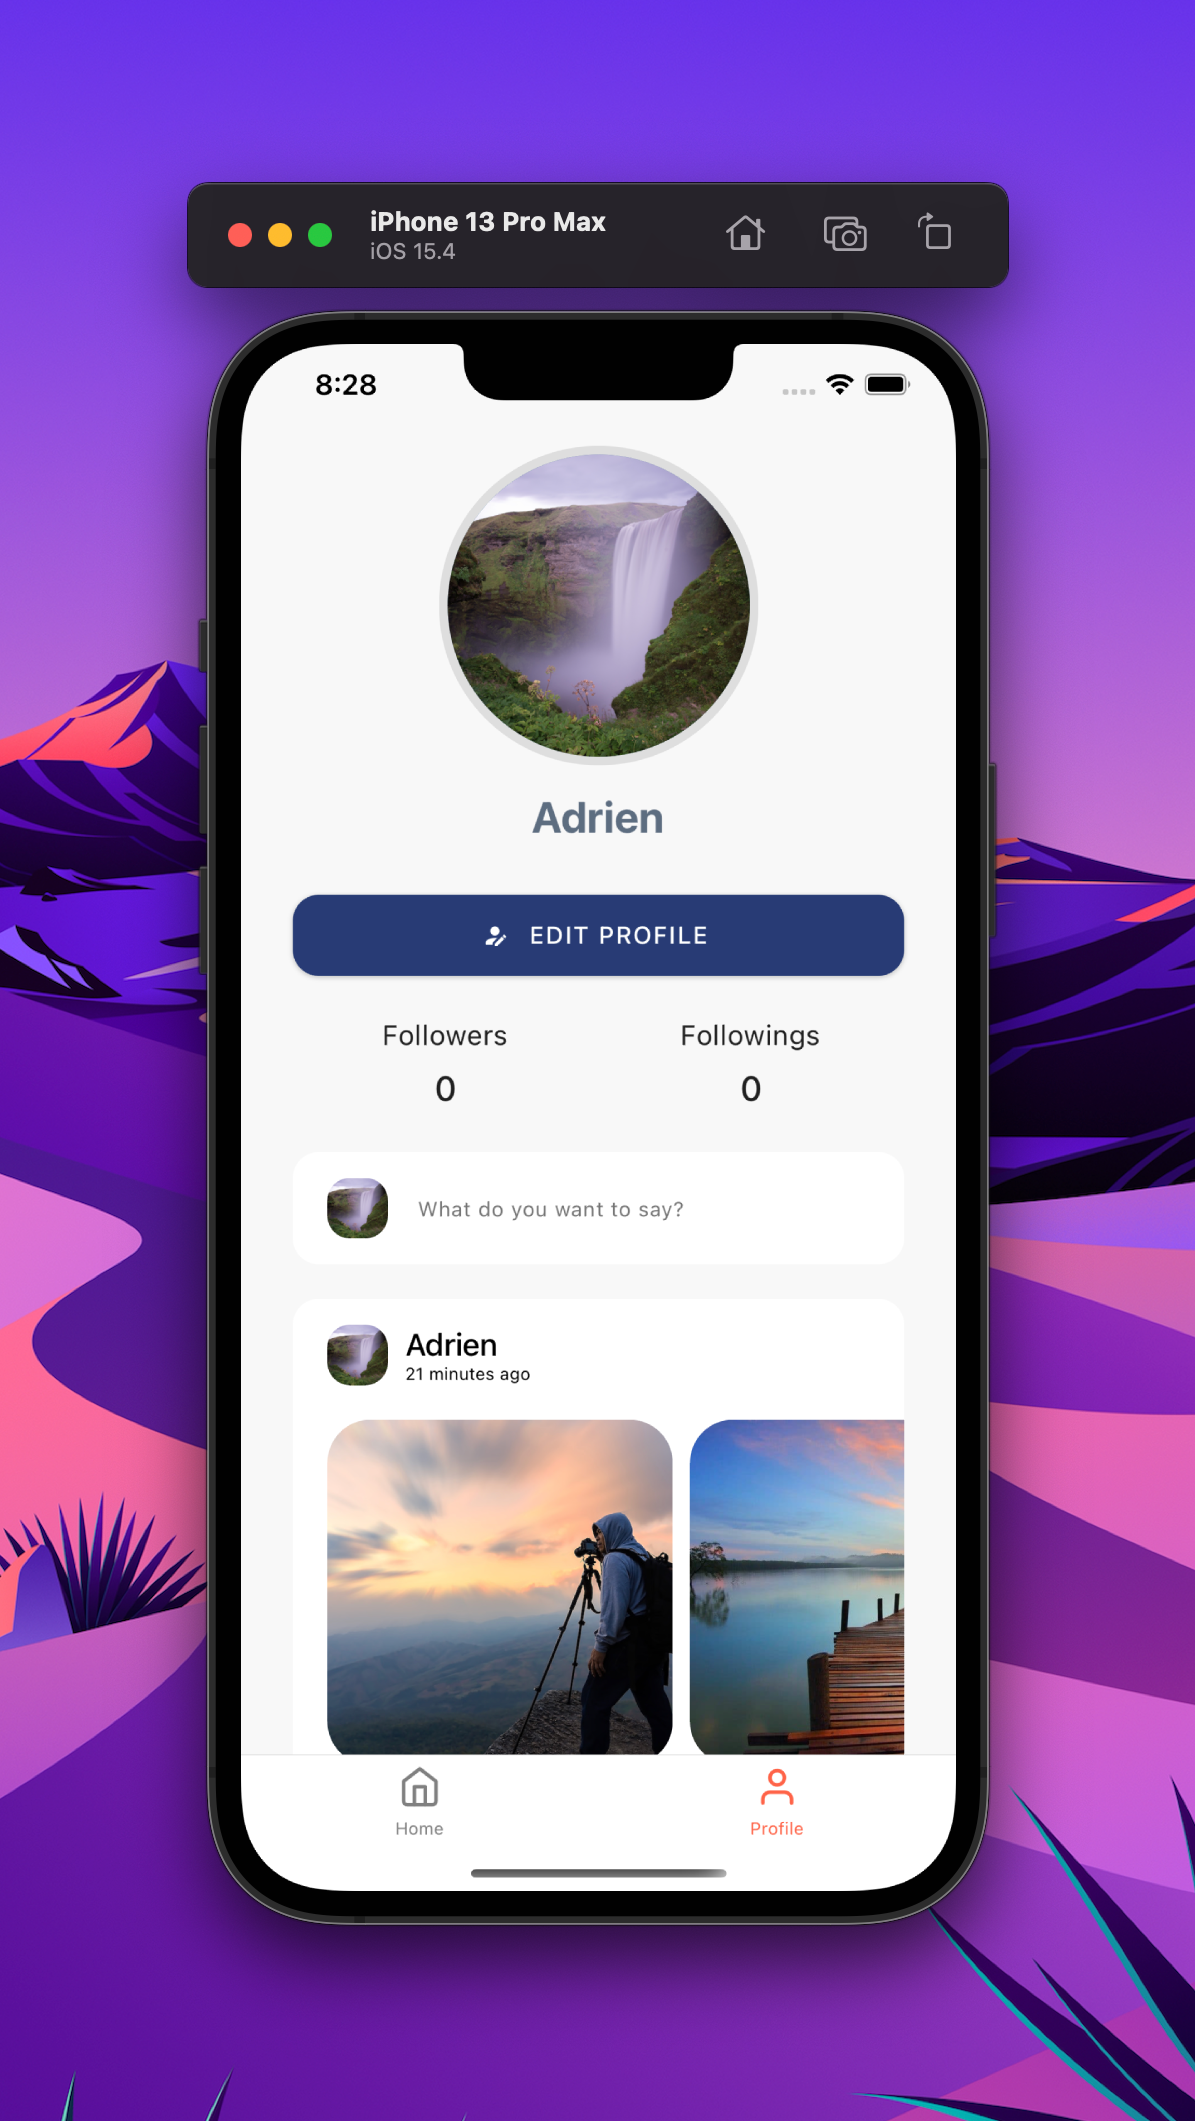 iPhone 13 Pro Max
iOS 15.4
8:28
Adrien
EDIT PROFILE
Followers Followings
0 0
What do you want to say?
Adrien
21 minutes ago
Home Profile